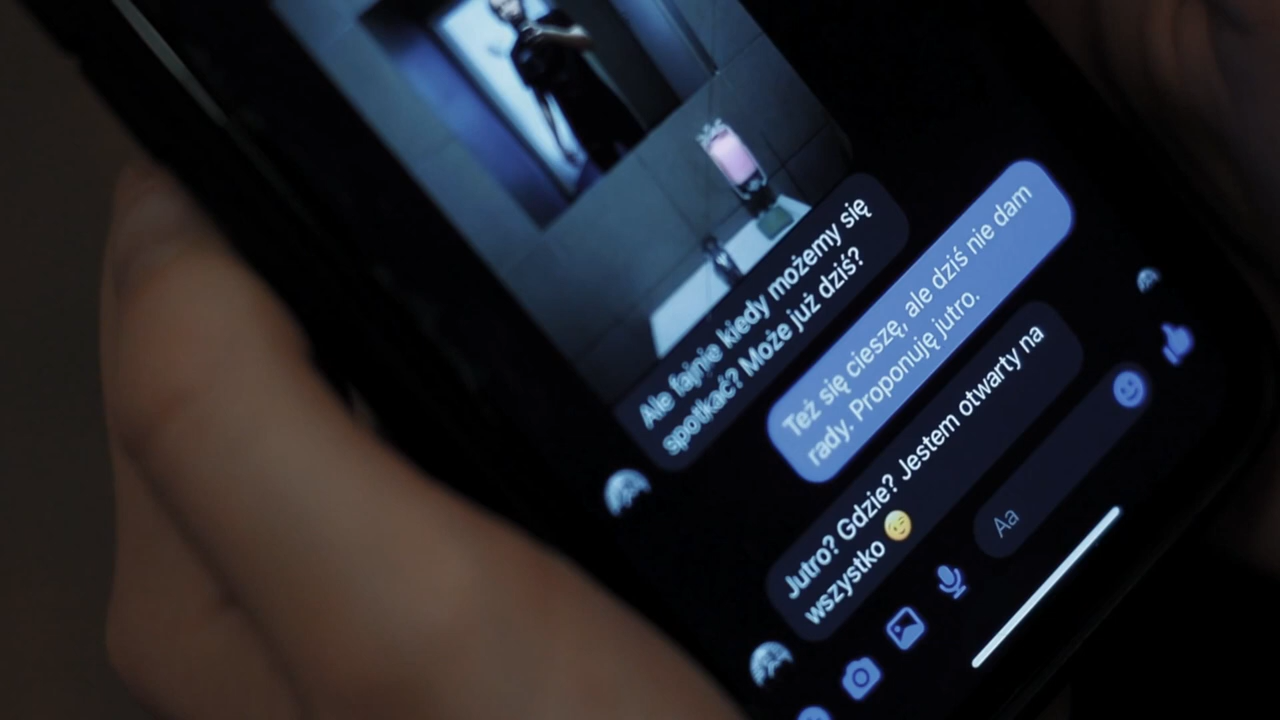 Ale fajnie kiedy możemy się
spotkać? Może już dziś?
Też się cieszę, ale dziś nie dam
rady. Proponuję jutro.
Jutro? Gdzie? Jestem otwarty na
wszystko 😉
Aa